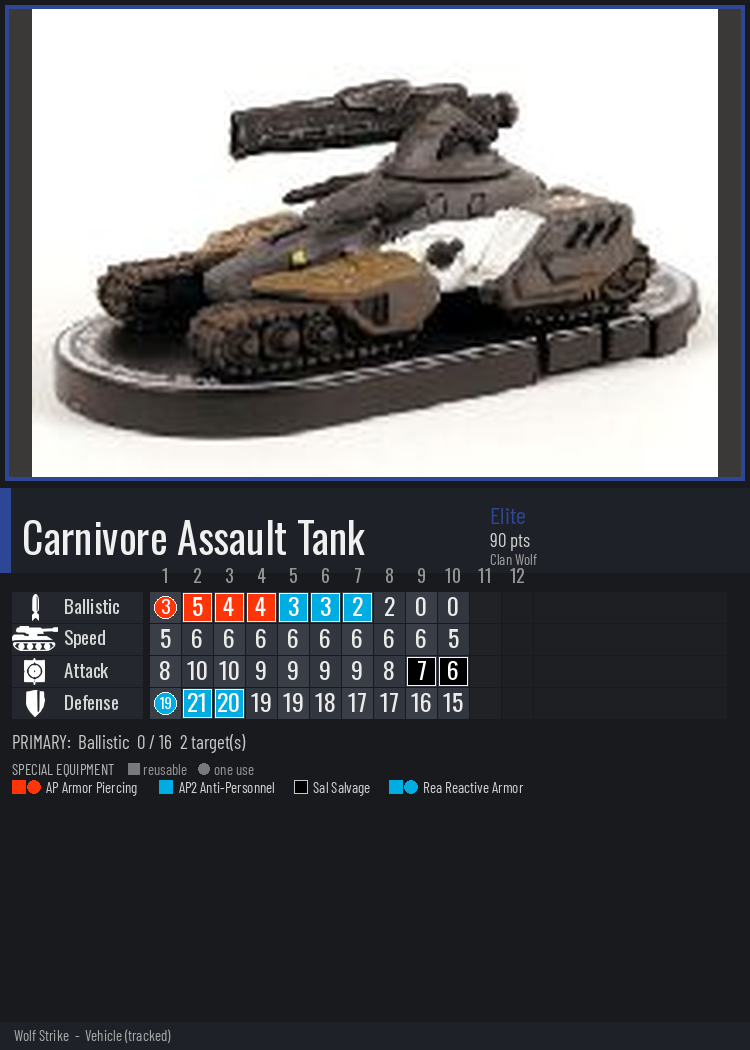 Carnivore Assault Tank
Elite
90 pts
Clan Wolf
1 2 3 4 5 6 7 8 9 10 11 12
Ballistic 3 5 4 4 3 3 2 2 0 0
Speed 5 6 6 6 6 6 6 6 6 5
Attack 8 10 10 9 9 9 9 8 7 6
Defense 19 21 20 19 19 18 17 17 16 15
PRIMARY: Ballistic 0 / 16 2 target(s)
SPECIAL EQUIPMENT reusable one use
AP Armor Piercing AP2 Anti-Personnel Sal Salvage Rea Reactive Armor
Wolf Strike - Vehicle (tracked)